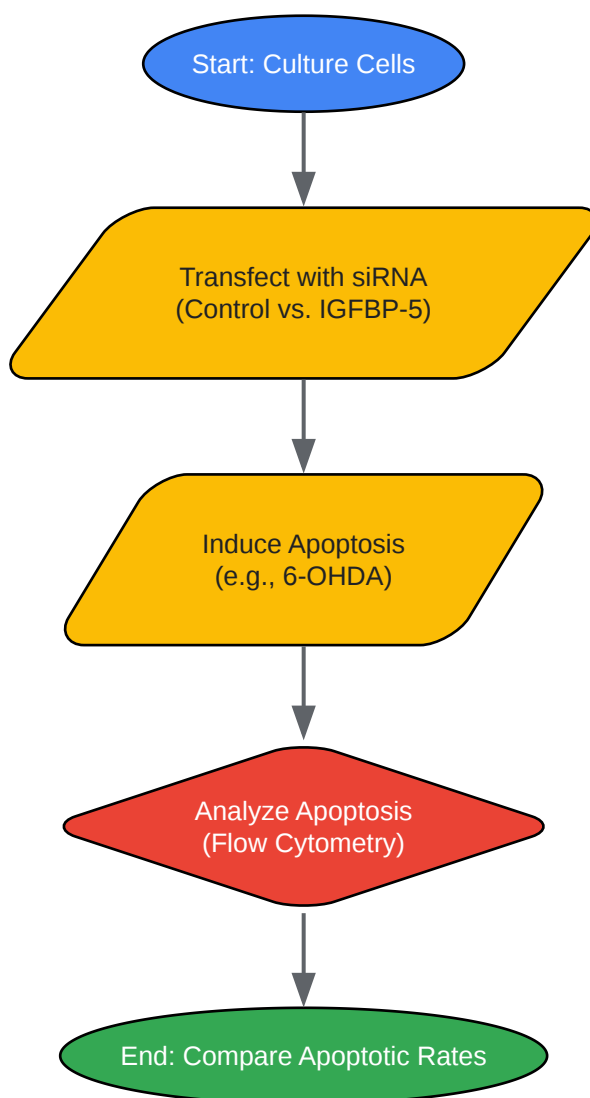 Start: Culture Cells
Transfect with siRNA
(Control vs. IGFBP-5)
Induce Apoptosis
(e.g., 6-OHDA)
Analyze Apoptosis
(Flow Cytometry)
End: Compare Apoptotic Rates